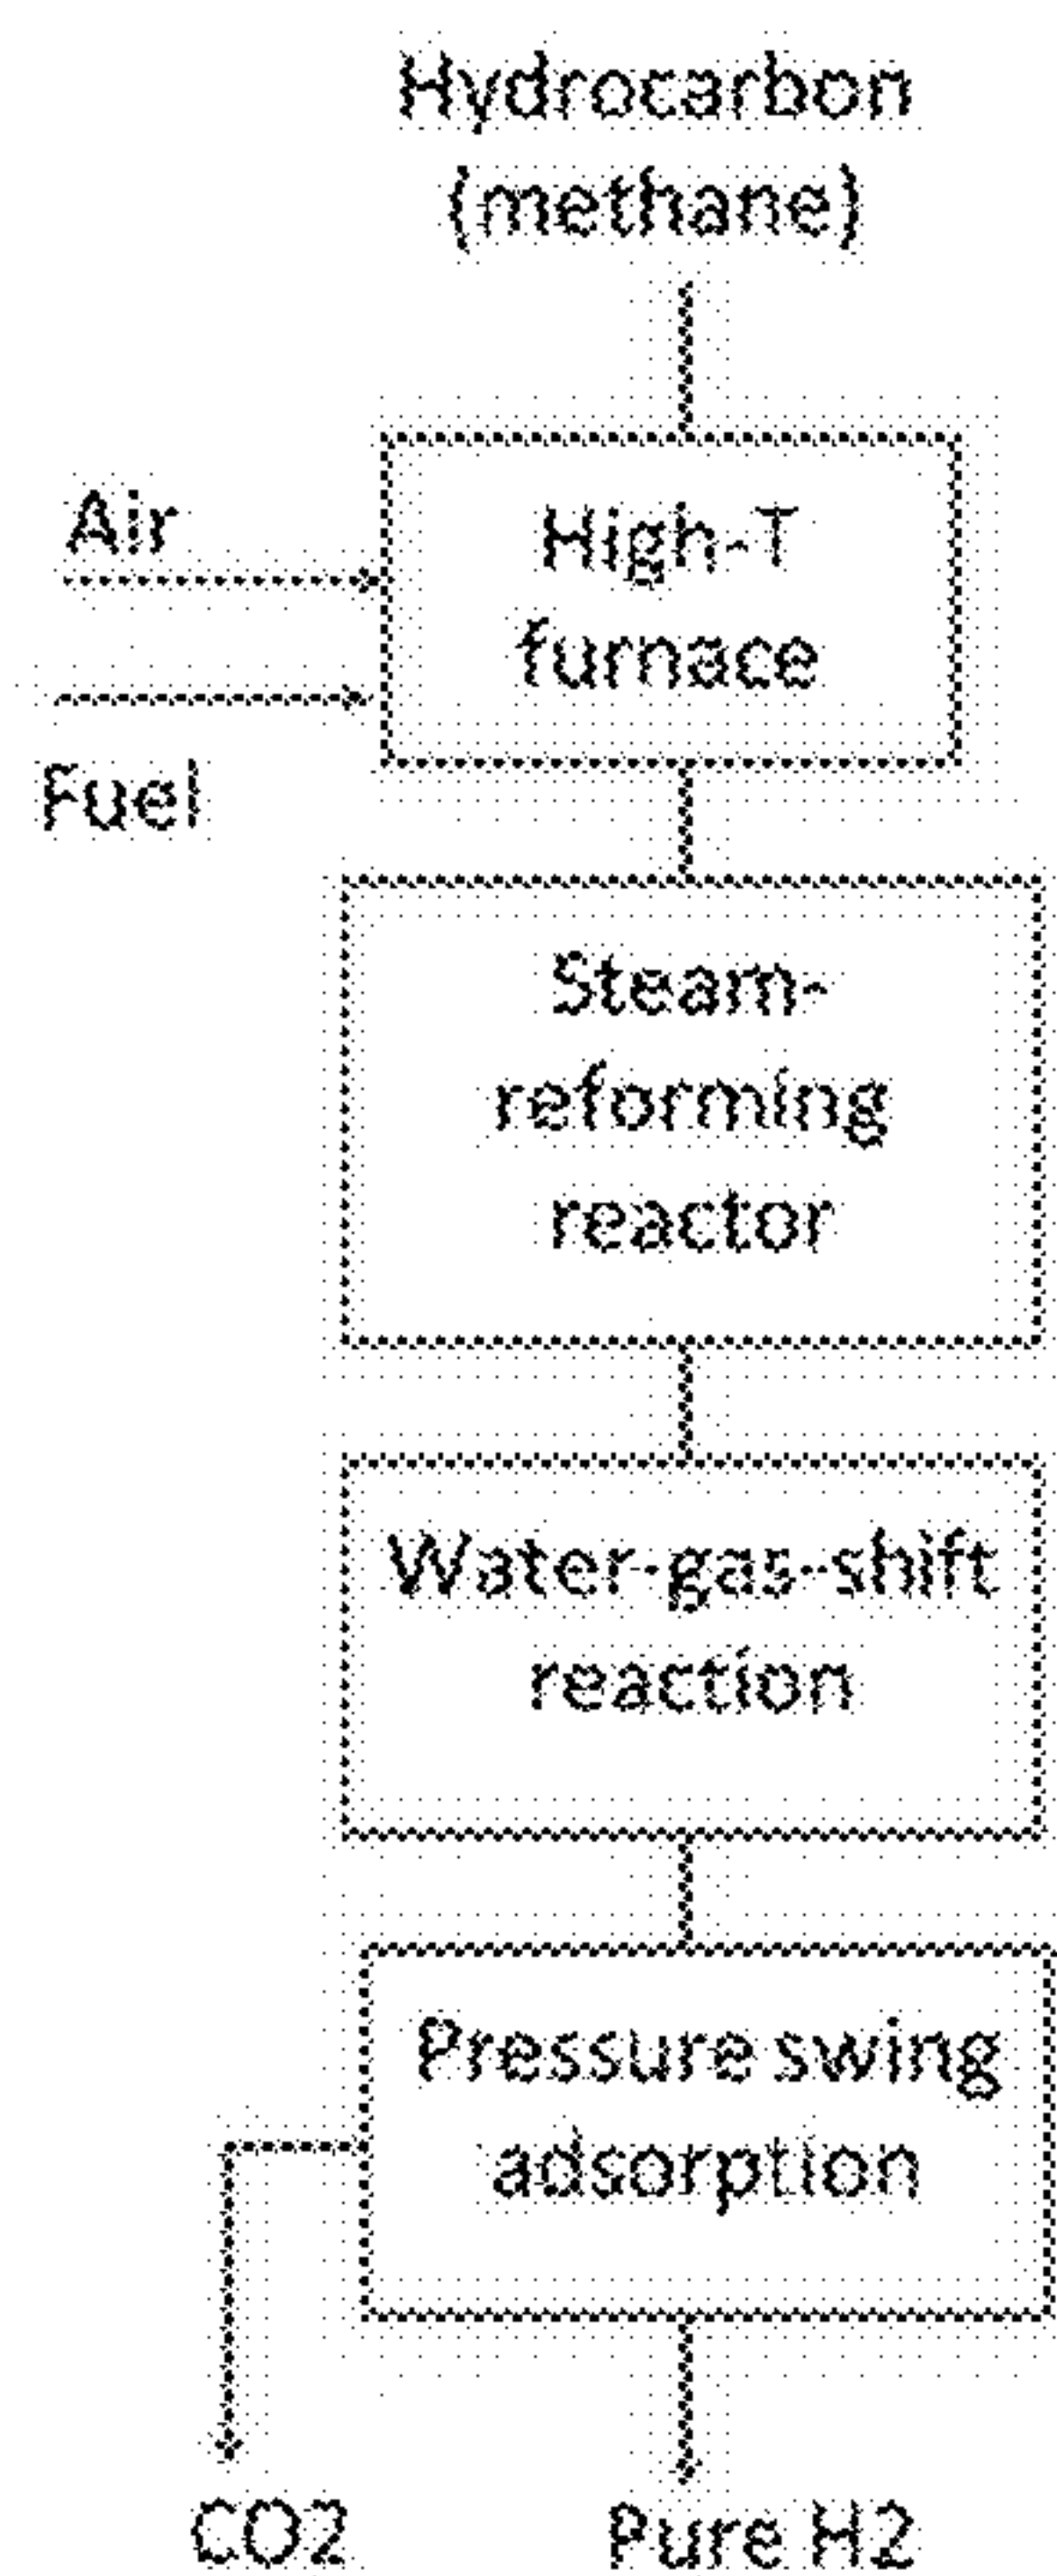 Hydrocarbon
(methane)
Air
High-T
furnace
Fuel
Steam-
reforming
reactor
Water-gas-shift
reaction
Pressure swing
adsorption
CO2
Pure H2